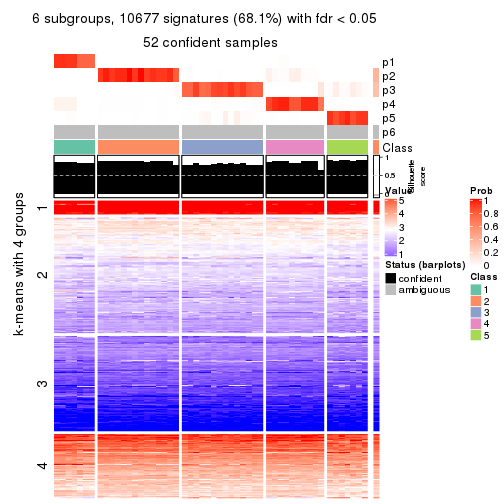 6 subgroups, 10677 signatures (68.1%) with fdr < 0.05
52 confident samples
p1
p2
p3
p4
p5
p6
Class
1
0.5
0
Silhouette
score
k-means with 4 groups
1
2
3
4
Value
5
4
3
2
1
Status (barplots)
confident
ambiguous
Prob
1
0.8
0.6
0.4
0.2
0
Class
1
2
3
4
5